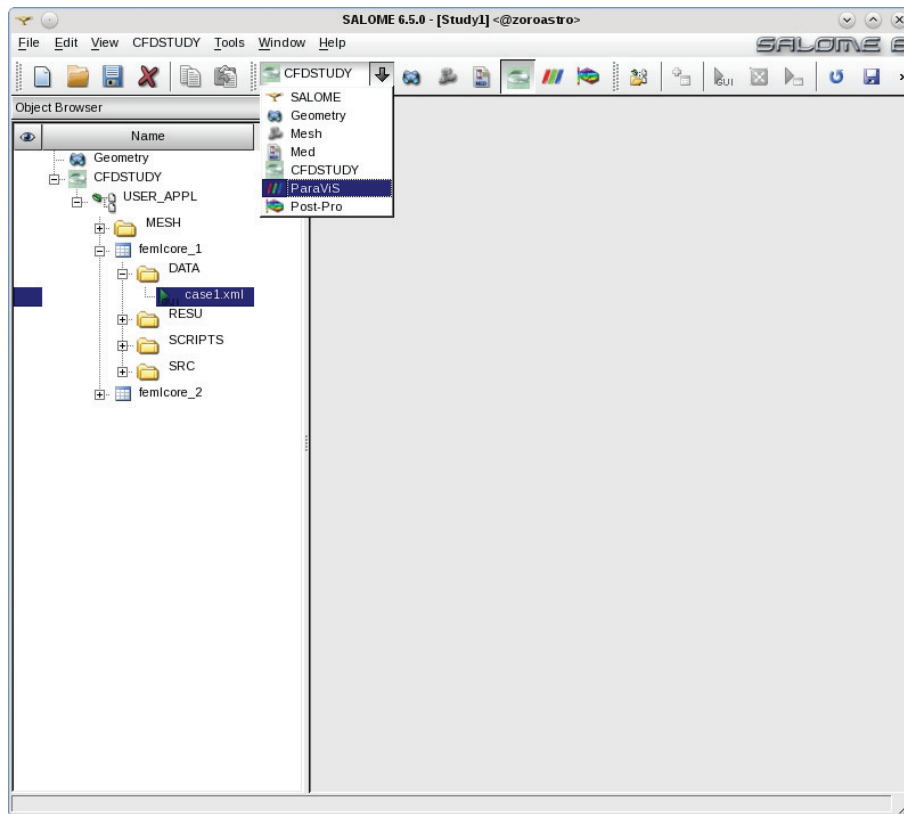 SALOME 6.5.0 - [Study1] <@zoroastro>
File Edit View CFDSTUDY Tools Window Help
SALOME 6
CFDSTUDY
SALOME
Geometry
Mesh
Med
CFDSTUDY
ParaViS
Post-Pro
Object Browser
Name
Geometry
CFDSTUDY
USER_APPL
MESH
femlcore_1
DATA
case1.xml
RESU
SCRIPTS
SRC
femlcore_2